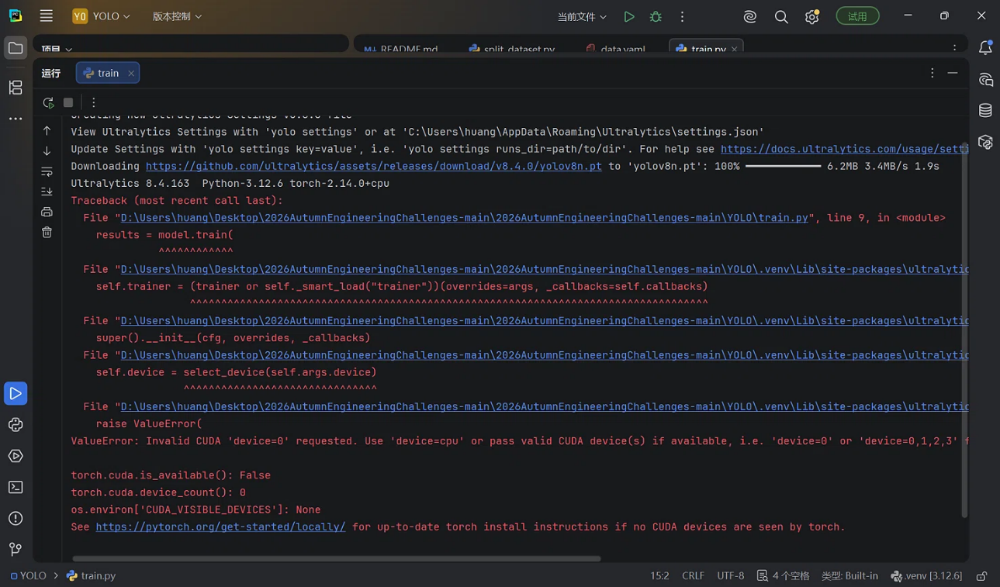 YO YOLO 版本控制 当前文件 试用
项目 README.md split_dataset.py data.yaml train.py
运行 train
Creating new Ultralytics Settings v0.0.6 file
View Ultralytics Settings with 'yolo settings' or at 'C:\Users\huang\AppData\Roaming\Ultralytics\settings.json'
Update Settings with 'yolo settings key=value', i.e. 'yolo settings runs_dir=path/to/dir'. For help see https://docs.ultralytics.com/usage/setti
Downloading https://github.com/ultralytics/assets/releases/download/v8.4.0/yolov8n.pt to 'yolov8n.pt': 100% ━━━━━━━━━━━━ 6.2MB 3.4MB/s 1.9s
Ultralytics 8.4.163 Python-3.12.6 torch-2.14.0+cpu
Traceback (most recent call last):
File "D:\Users\huang\Desktop\2026AutumnEngineeringChallenges-main\2026AutumnEngineeringChallenges-main\YOLO\train.py", line 9, in <module>
results = model.train(
^^^^^^^^^^^^
File "D:\Users\huang\Desktop\2026AutumnEngineeringChallenges-main\2026AutumnEngineeringChallenges-main\YOLO\.venv\Lib\site-packages\ultralytic
self.trainer = (trainer or self._smart_load("trainer"))(overrides=args, _callbacks=self.callbacks)
^^^^^^^^^^^^^^^^^^^^^^^^^^^^^^^^^^^^^^^^^^^^^^^^^^^^^^^^^^^^^^^^^^^^^^^^^^^^^^^^^^^
File "D:\Users\huang\Desktop\2026AutumnEngineeringChallenges-main\2026AutumnEngineeringChallenges-main\YOLO\.venv\Lib\site-packages\ultralytic
super().__init__(cfg, overrides, _callbacks)
File "D:\Users\huang\Desktop\2026AutumnEngineeringChallenges-main\2026AutumnEngineeringChallenges-main\YOLO\.venv\Lib\site-packages\ultralytic
self.device = select_device(self.args.device)
^^^^^^^^^^^^^^^^^^^^^^^^^^^^^^^
File "D:\Users\huang\Desktop\2026AutumnEngineeringChallenges-main\2026AutumnEngineeringChallenges-main\YOLO\.venv\Lib\site-packages\ultralytic
raise ValueError(
ValueError: Invalid CUDA 'device=0' requested. Use 'device=cpu' or pass valid CUDA device(s) if available, i.e. 'device=0' or 'device=0,1,2,3' f
torch.cuda.is_available(): False
torch.cuda.device_count(): 0
os.environ['CUDA_VISIBLE_DEVICES']: None
See https://pytorch.org/get-started/locally/ for up-to-date torch install instructions if no CUDA devices are seen by torch.
YOLO > train.py 15:2 CRLF UTF-8 4 个空格 类型: Built-in .venv [3.12.6]